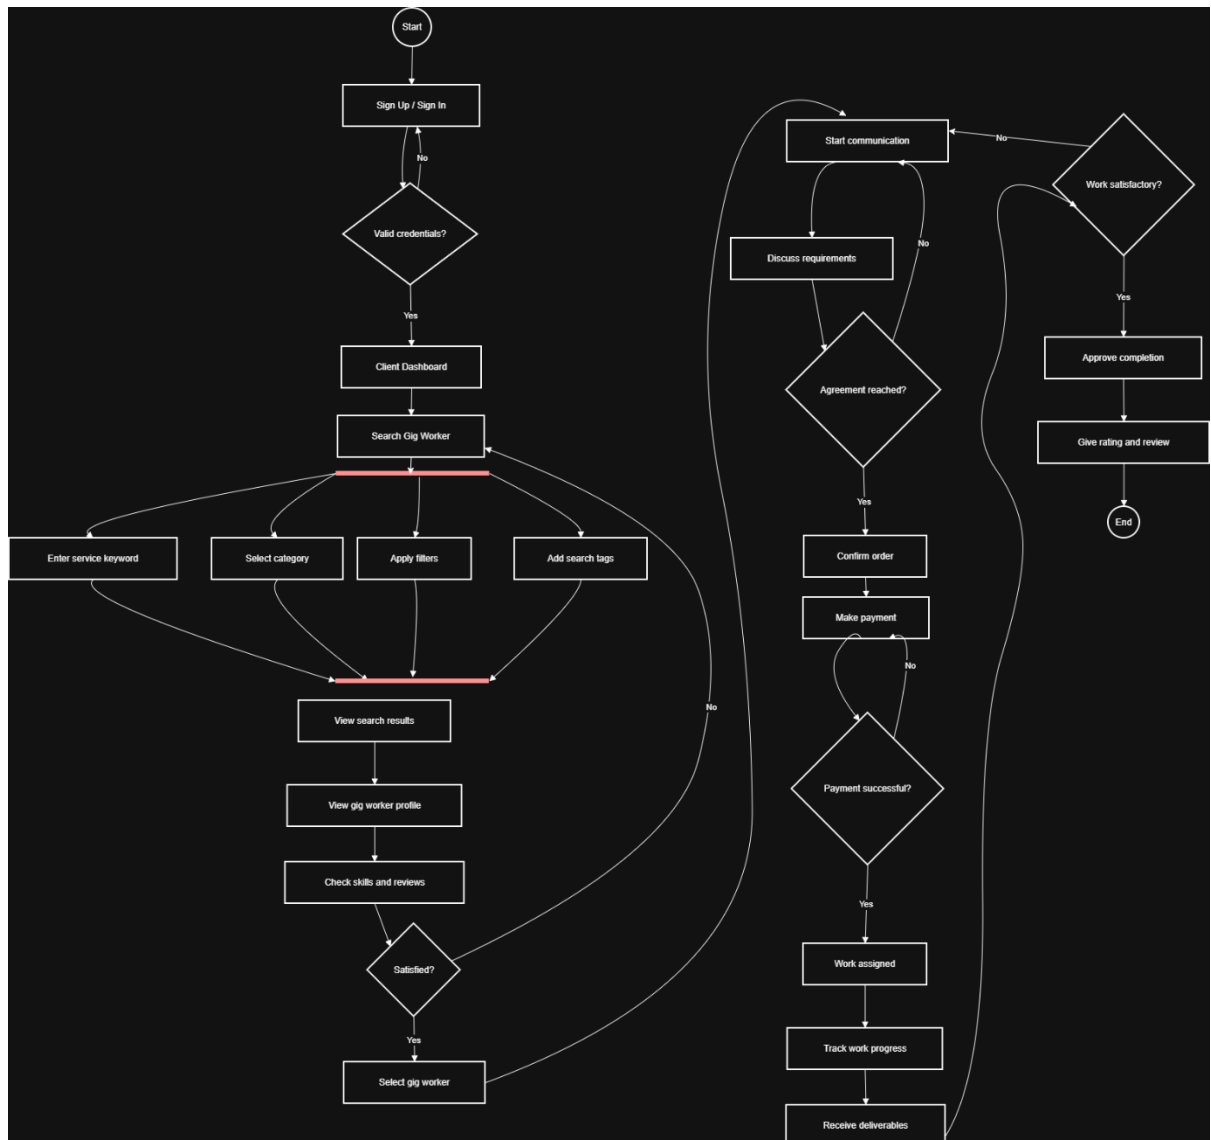 Start
Sign Up / Sign In
No
Valid credentials?
Yes
Client Dashboard
Search Gig Worker
Enter service keyword
Select category
Apply filters
Add search tags
View search results
View gig worker profile
Check skills and reviews
Satisfied?
No
Yes
Select gig worker
Start communication
Discuss requirements
No
Agreement reached?
Yes
Confirm order
Make payment
No
Payment successful?
Yes
Work assigned
Track work progress
Receive deliverables
No
Work satisfactory?
Yes
Approve completion
Give rating and review
End